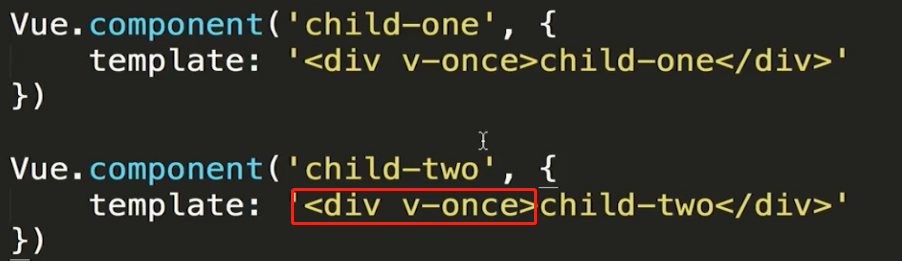 Vue.component('child-one', {
    template: '<div v-once>child-one</div>'
})

Vue.component('child-two', {
    template: '<div v-once>child-two</div>'
})